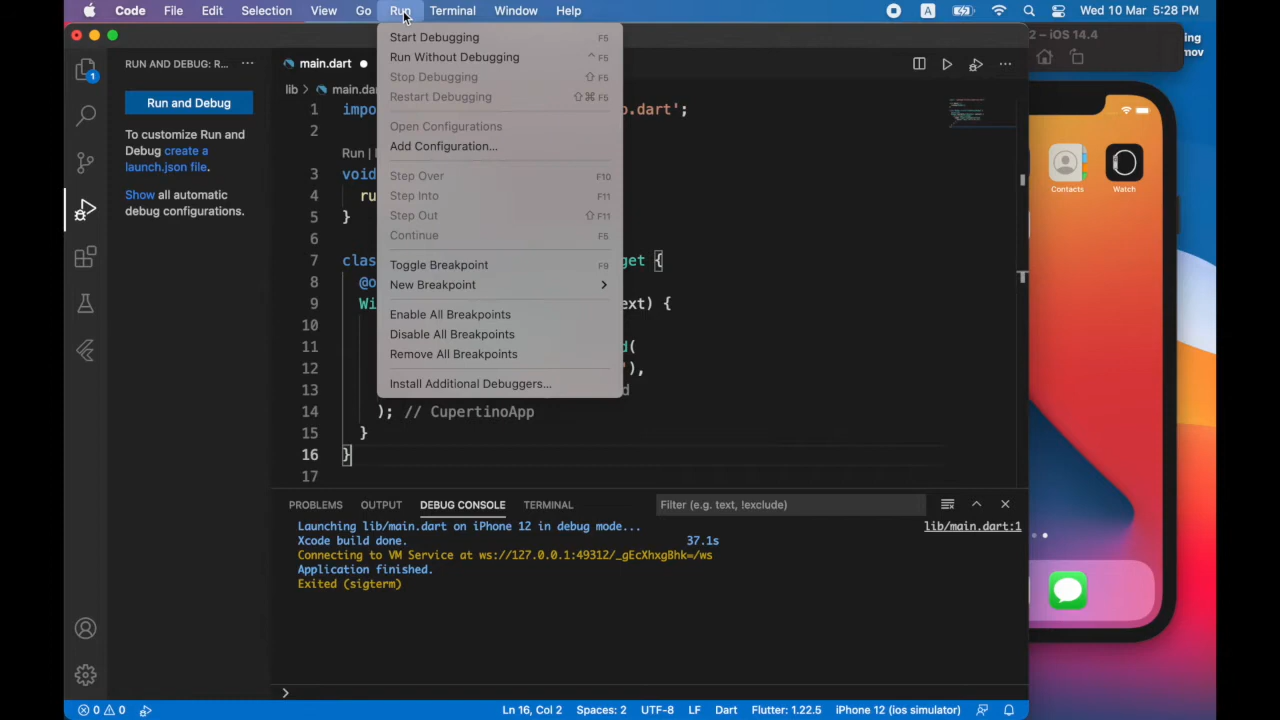 Code File Edit Selection View Go Run Terminal Window Help A Wed 10 Mar 5:28 PM
2 – iOS 14.4
ing
mov
RUN AND DEBUG: R... ···
1
Run and Debug
To customize Run and
Debug create a
launch.json file.
Show all automatic
debug configurations.
main.dart
lib > main.da
Start Debugging F5
Run Without Debugging ^ F5
Stop Debugging ⇧ F5
Restart Debugging ⇧⌘ F5
Open Configurations
Add Configuration...
Step Over F10
Step Into F11
Step Out ⇧ F11
Continue F5
Toggle Breakpoint F9
New Breakpoint
Enable All Breakpoints
Disable All Breakpoints
Remove All Breakpoints
Install Additional Debuggers...
1 impo .dart';
2
Run |
3 void
4 ru
5 }
6
7 clas get {
8 @o
9 Wi ext) {
10
11 d(
12 '),
13 d
14 ); // CupertinoApp
15 }
16 }
17
PROBLEMS OUTPUT DEBUG CONSOLE TERMINAL Filter (e.g. text, !exclude)
Launching lib/main.dart on iPhone 12 in debug mode... lib/main.dart:1
Xcode build done. 37.1s
Connecting to VM Service at ws://127.0.0.1:49312/_gEcXhxgBhk=/ws
Application finished.
Exited (sigterm)
>
0 0 Ln 16, Col 2 Spaces: 2 UTF-8 LF Dart Flutter: 1.22.5 iPhone 12 (ios simulator)
Contacts Watch